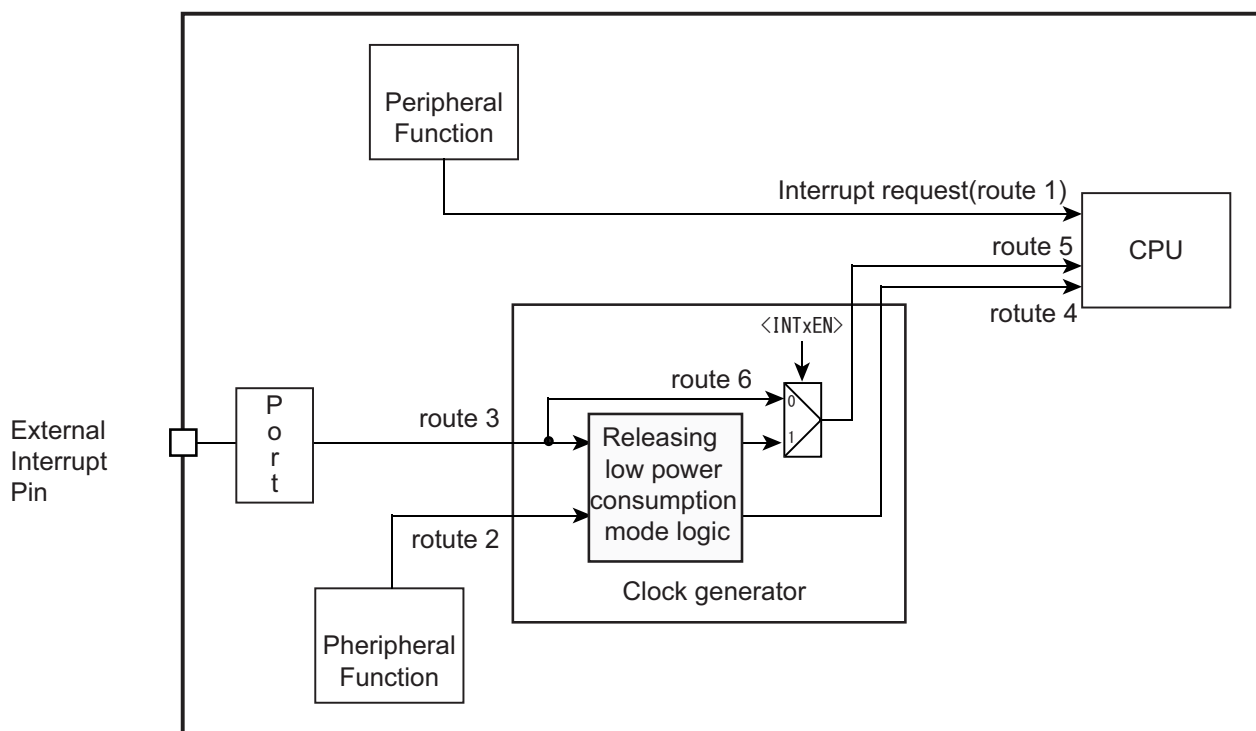 Peripheral
Function
Interrupt request(route 1)
route 5
CPU
rotute 4
<INTxEN>
route 6
0
1
P
o
r
t
route 3
External
Interrupt
Pin
Releasing
low power
consumption
mode logic
rotute 2
Clock generator
Pheripheral
Function